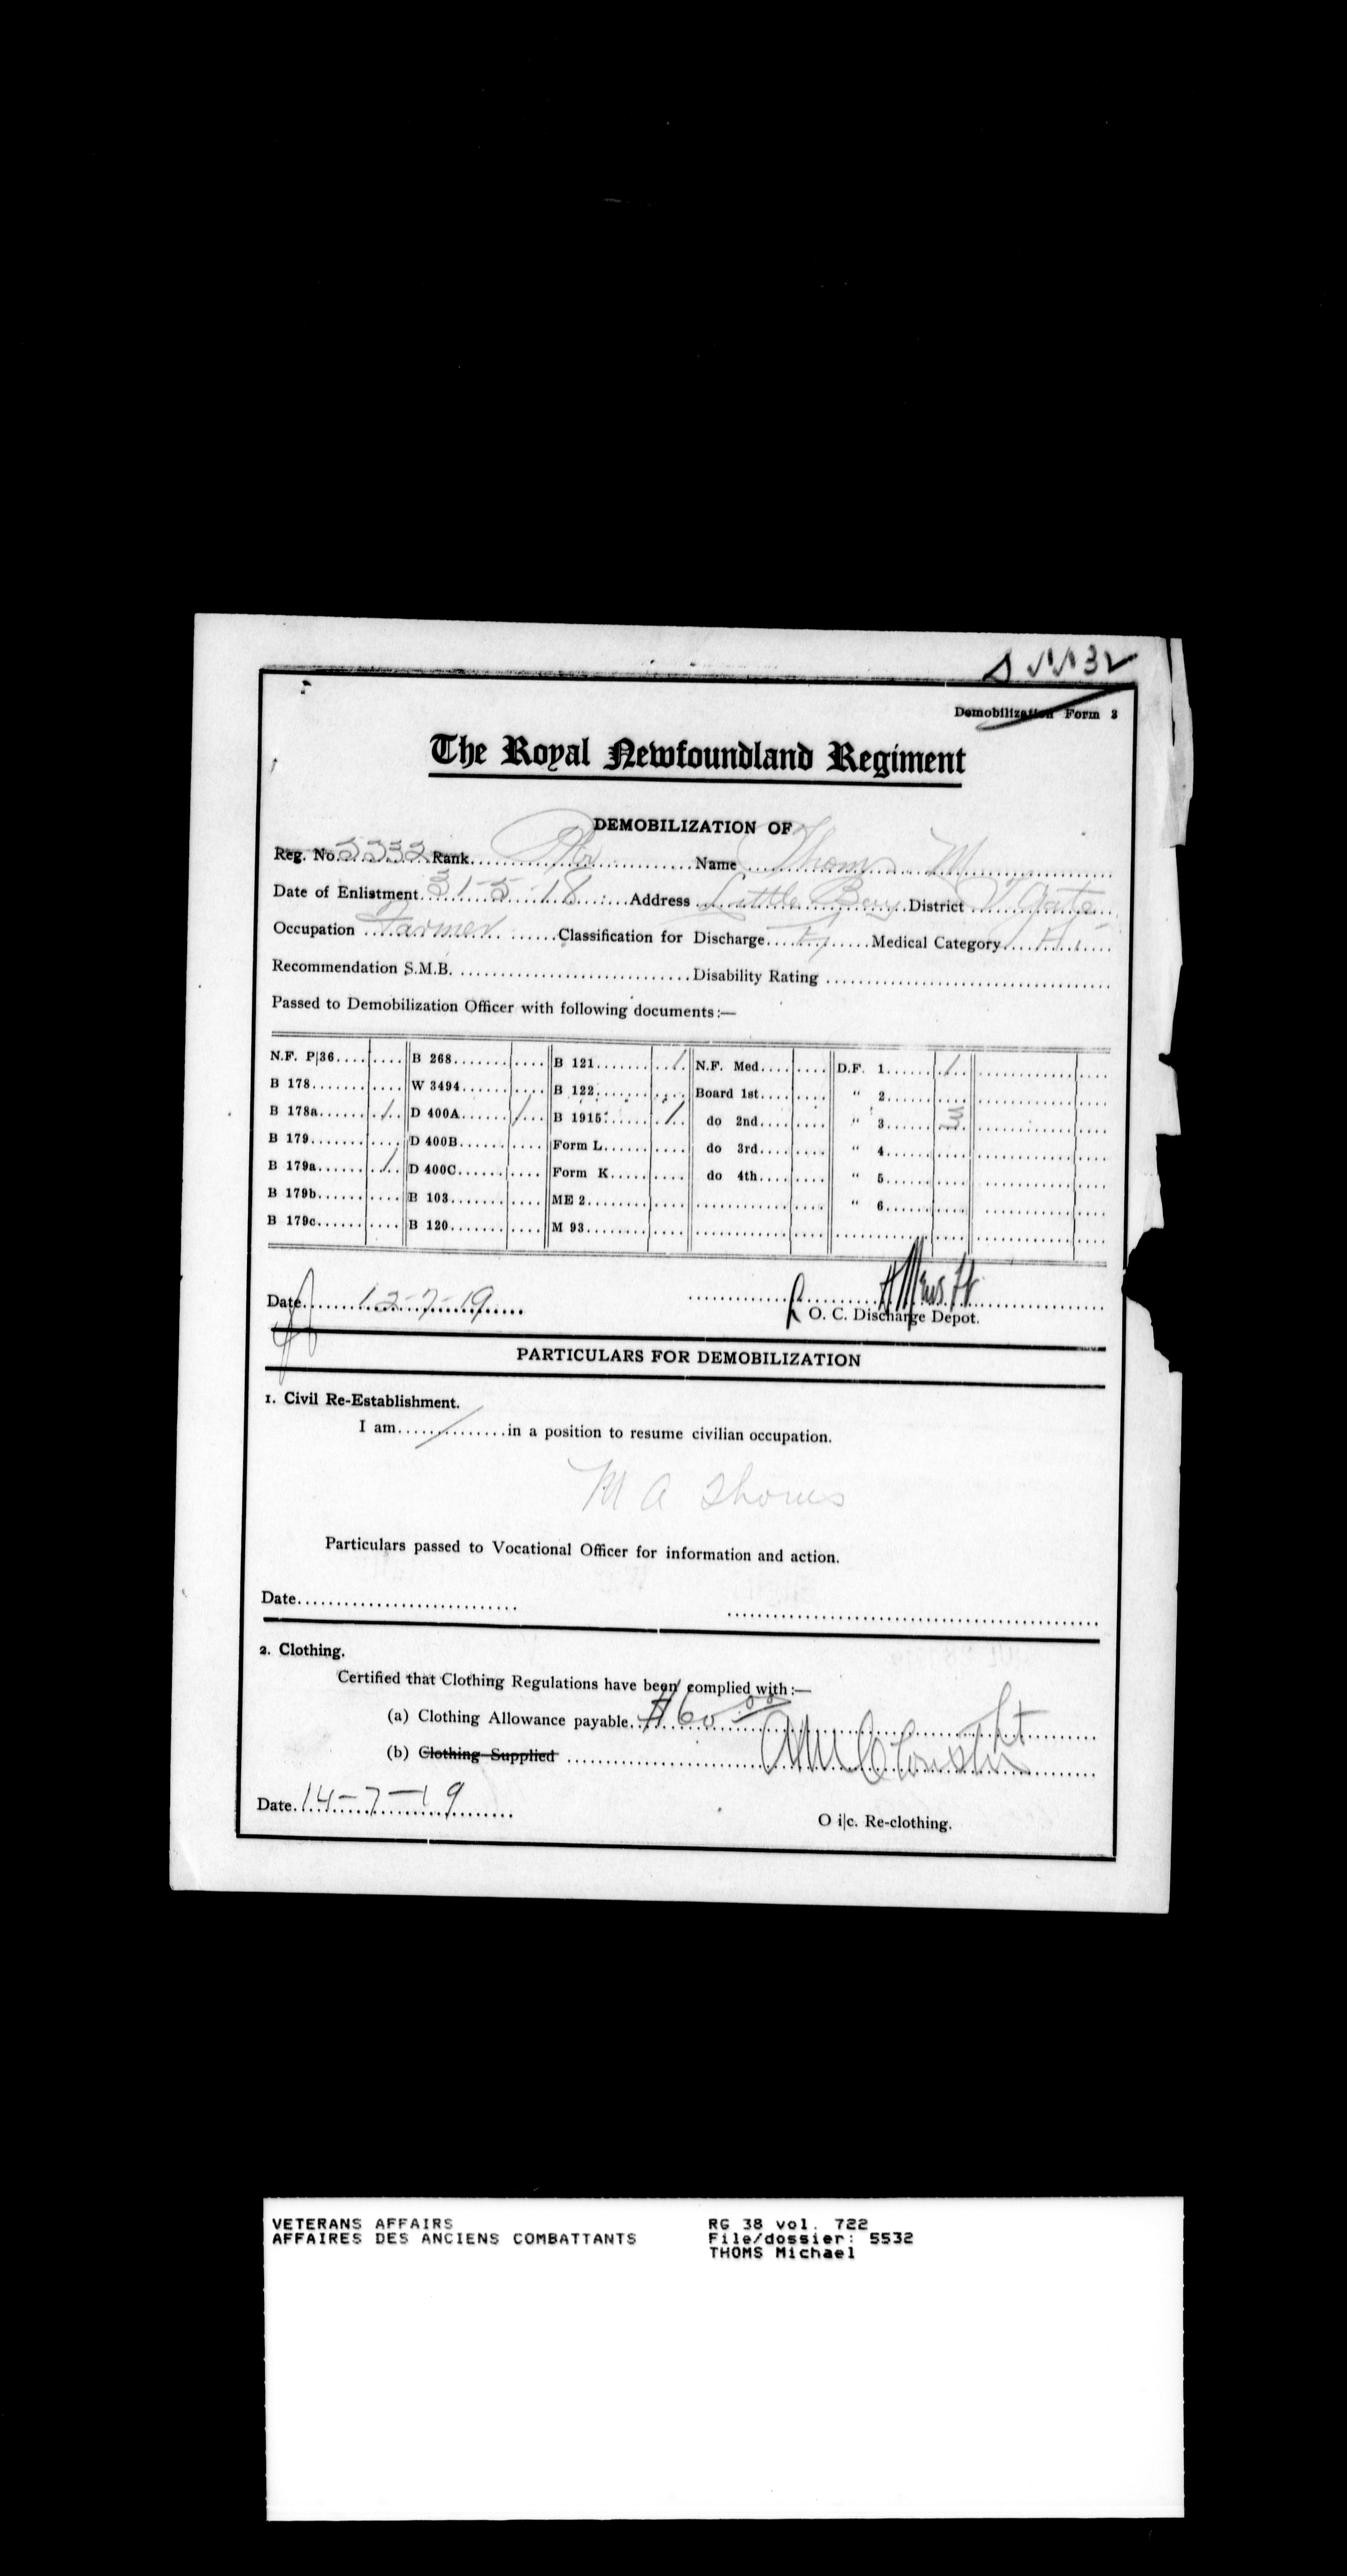 5532
Demobilization Form 3
The Royal Newfoundland Regiment
DEMOBILIZATION OF
Reg. No. 5532 Rank Pte Name Thoms M
Date of Enlistment 31-5-18 Address Little Bay District T. Gate
Occupation Farmer Classification for Discharge Medical Category
Recommendation S.M.B. Disability Rating
Passed to Demobilization Officer with following documents:—
N.F. P|36 B 268 B 121 / N.F. Med. D.F. 1 /
B 178 W 3494 B 122 Board 1st " 2
B 178a / D 400A / B 1915 / do 2nd " 3 3
B 179 D 400B Form L do 3rd " 4
B 179a / D 400C Form K do 4th " 5
B 179b B 103 ME 2 " 6
B 179c B 120 M 93
Date 12-7-19
O. C. Discharge Depot.
PARTICULARS FOR DEMOBILIZATION
1. Civil Re-Establishment.
I am / in a position to resume civilian occupation.
M A Thoms
Particulars passed to Vocational Officer for information and action.
Date
2. Clothing.
Certified that Clothing Regulations have been complied with:—
(a) Clothing Allowance payable $60.00
(b) Clothing Supplied
Date 14-7-19
O i|c. Re-clothing.
VETERANS AFFAIRS RG 38 vol. 722
AFFAIRES DES ANCIENS COMBATTANTS File/dossier: 5532
THOMS Michael